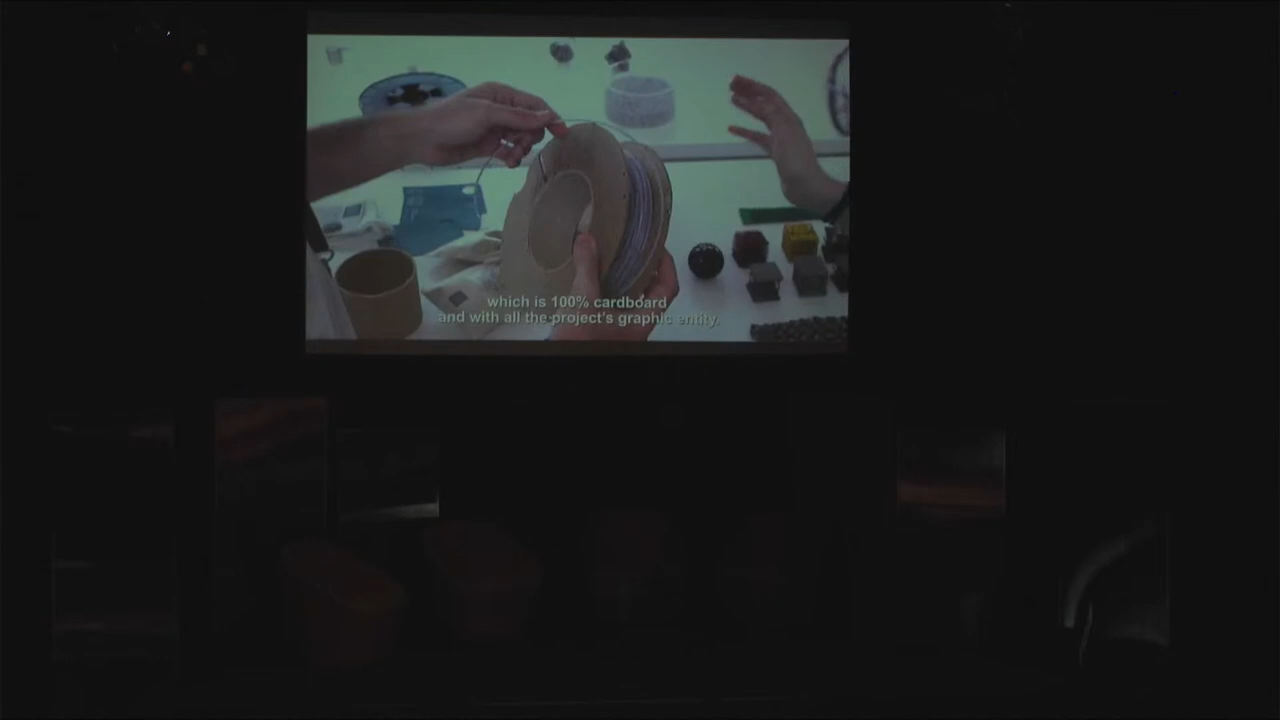 which is 100% cardboard
and with all the project's graphic entity.